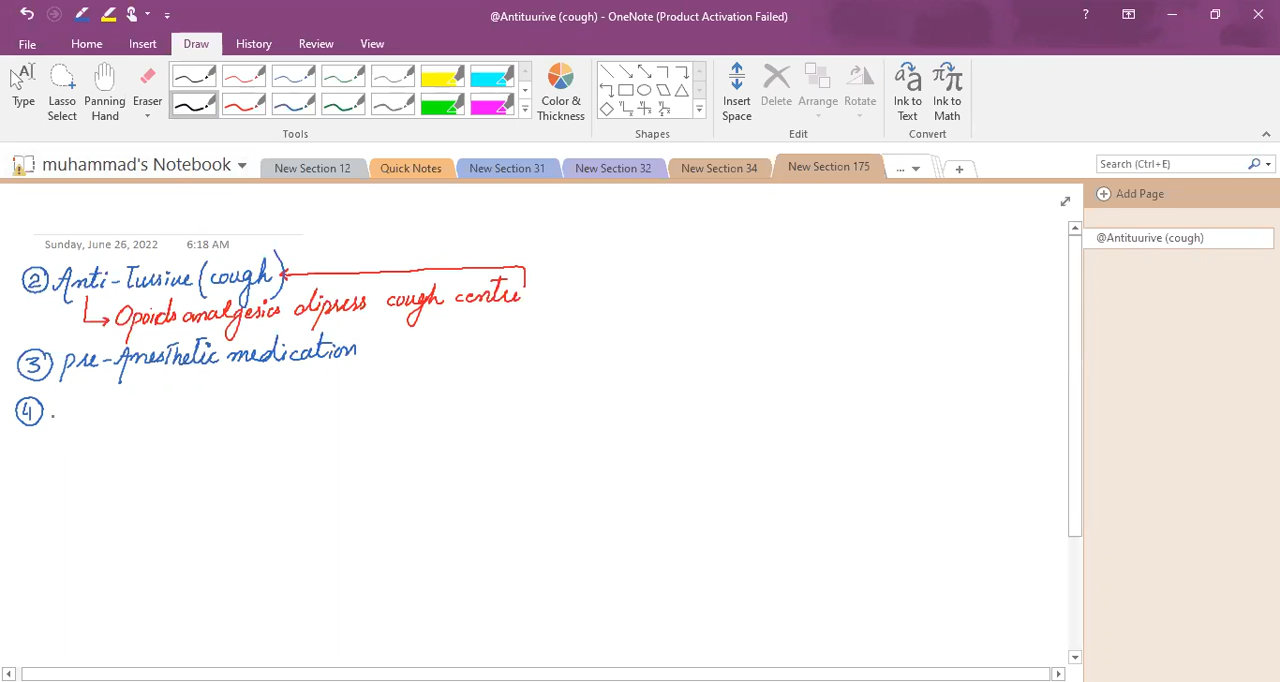 @Antituurive (cough) - OneNote (Product Activation Failed)
?
File Home Insert Draw History Review View
Type
Lasso Select
Panning Hand
Eraser
Color & Thickness
Insert Space
Delete
Arrange
Rotate
Ink to Text
Ink to Math
Tools Shapes Edit Convert
muhammad's Notebook New Section 12 Quick Notes New Section 31 New Section 32 New Section 34 New Section 175 ... + Search (Ctrl+E)
Add Page
@Antituurive (cough)
Sunday, June 26, 2022 6:18 AM
② Anti-Tussive (cough)
Opoids analgesics dipress cough centre
③ pre-Anesthetic medication
④ .